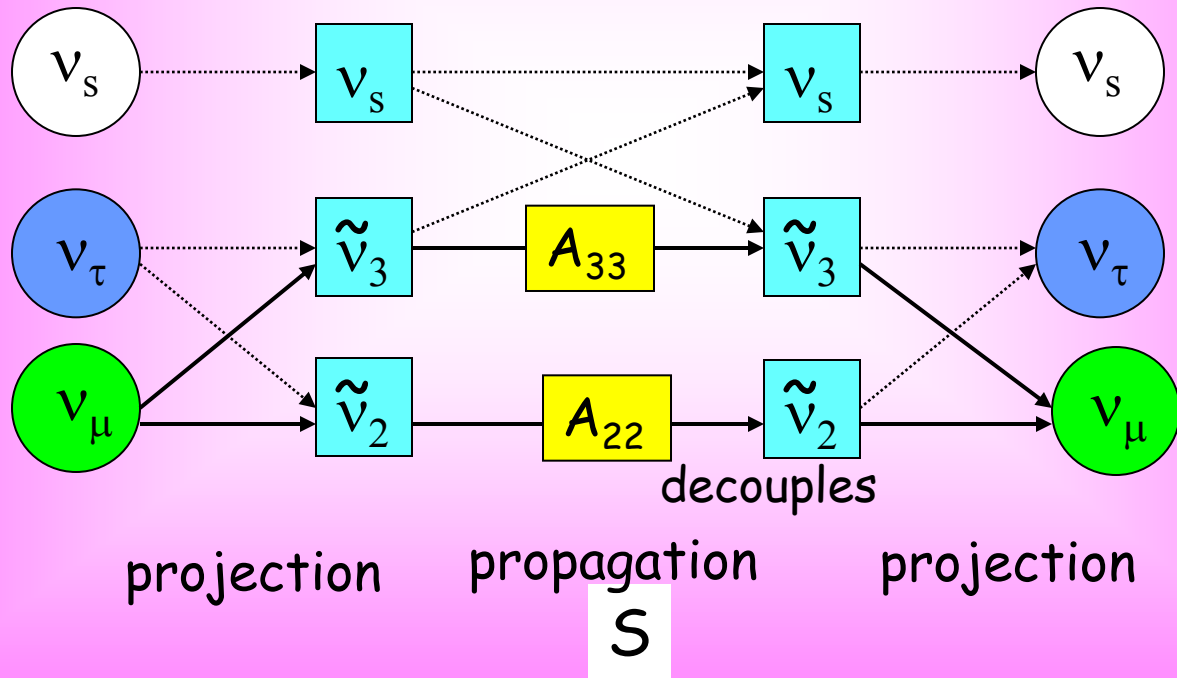 νs νs νs νs
ντ ν̃3 A33 ν̃3 ντ
νμ ν̃2 A22 ν̃2 νμ
decouples
projection propagation projection
S